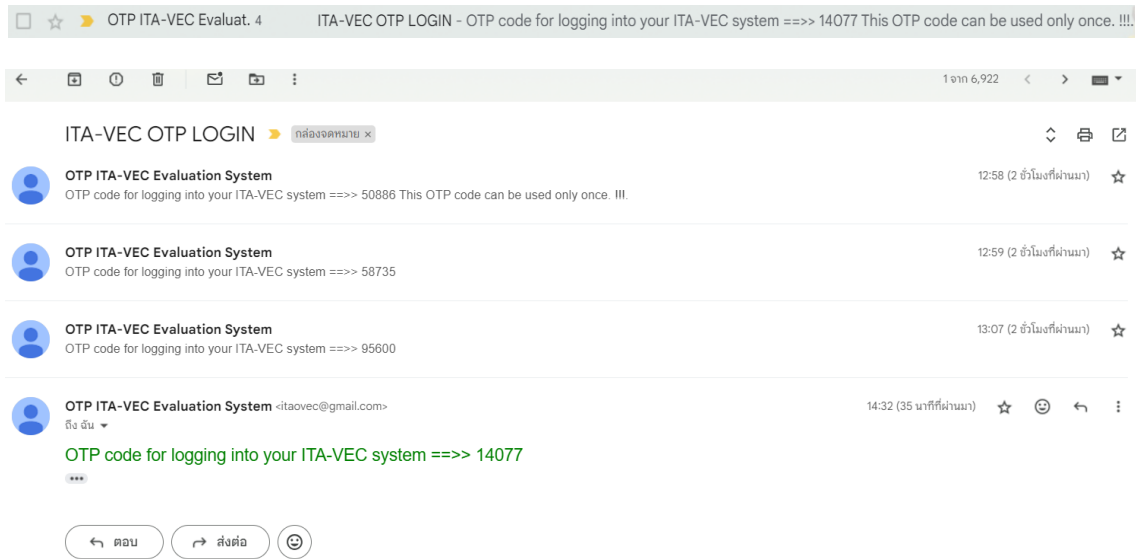 OTP ITA-VEC Evaluat. 4 ITA-VEC OTP LOGIN - OTP code for logging into your ITA-VEC system ==>> 14077 This OTP code can be used only once. !!!.
1 จาก 6,922
ITA-VEC OTP LOGIN กล่องจดหมาย ×
OTP ITA-VEC Evaluation System 12:58 (2 ชั่วโมงที่ผ่านมา)
OTP code for logging into your ITA-VEC system ==>> 50886 This OTP code can be used only once. !!!.
OTP ITA-VEC Evaluation System 12:59 (2 ชั่วโมงที่ผ่านมา)
OTP code for logging into your ITA-VEC system ==>> 58735
OTP ITA-VEC Evaluation System 13:07 (2 ชั่วโมงที่ผ่านมา)
OTP code for logging into your ITA-VEC system ==>> 95600
OTP ITA-VEC Evaluation System <itaovec@gmail.com> 14:32 (35 นาทีที่ผ่านมา)
ถึง ฉัน
OTP code for logging into your ITA-VEC system ==>> 14077
ตอบ ส่งต่อ